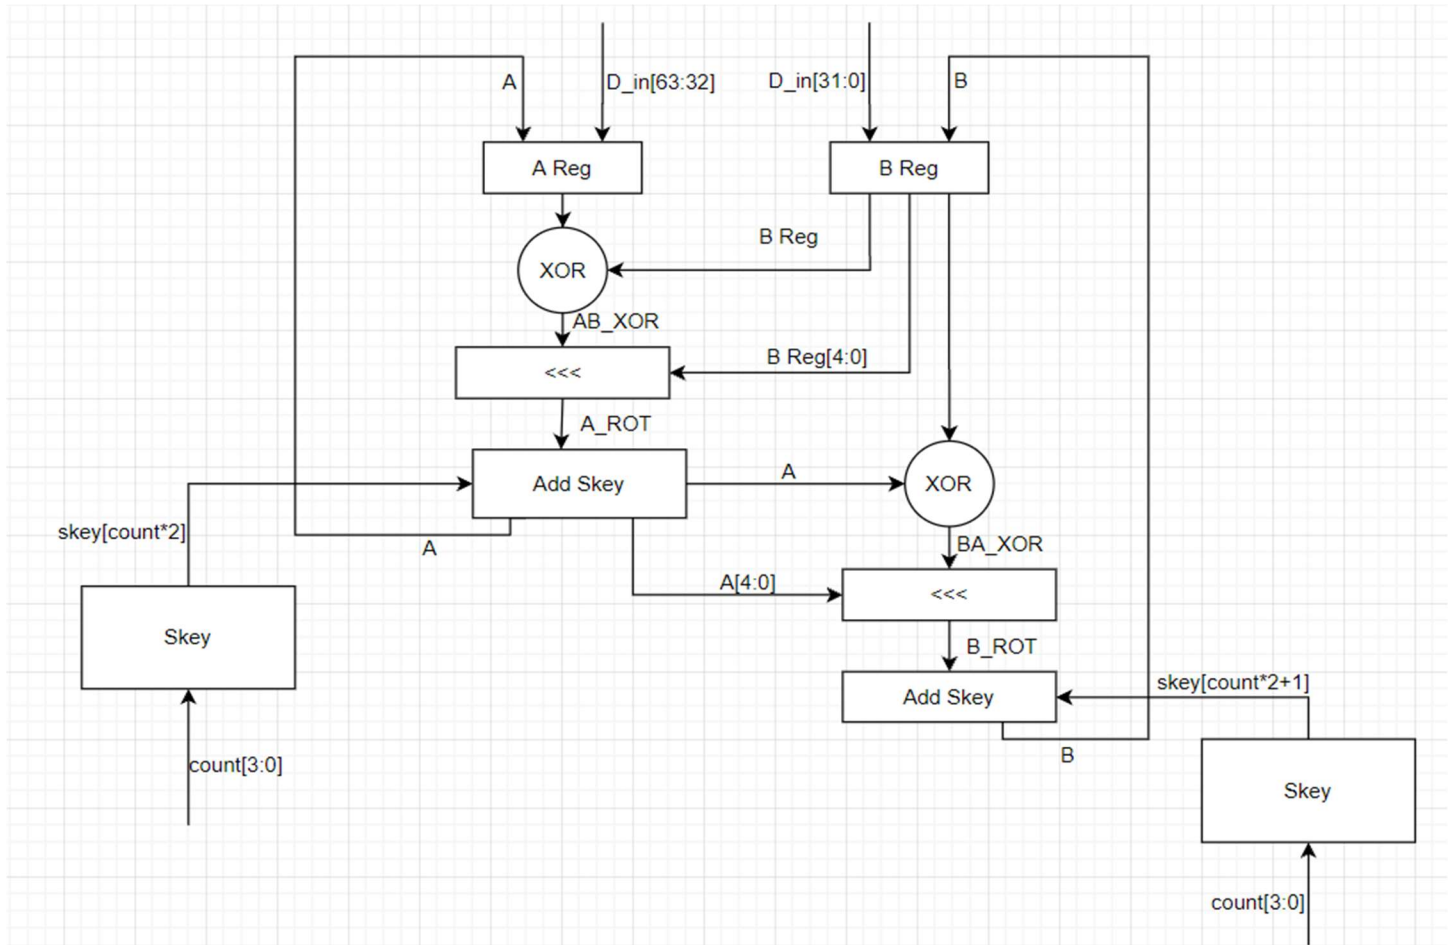 A
D_in[63:32]
D_in[31:0]
B
A Reg
B Reg
B Reg
XOR
AB_XOR
B Reg[4:0]
<<<
A_ROT
Add Skey
A
XOR
skey[count*2]
A
BA_XOR
A[4:0]
<<<
Skey
B_ROT
skey[count*2+1]
Add Skey
B
count[3:0]
Skey
count[3:0]